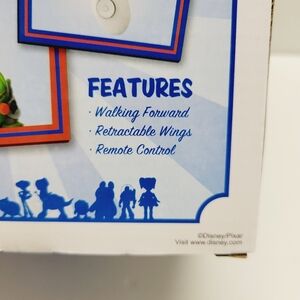 FEATURES
· Walking Forward
· Retractable Wings
· Remote Control
©Disney/Pixar
Visit www.disney.com